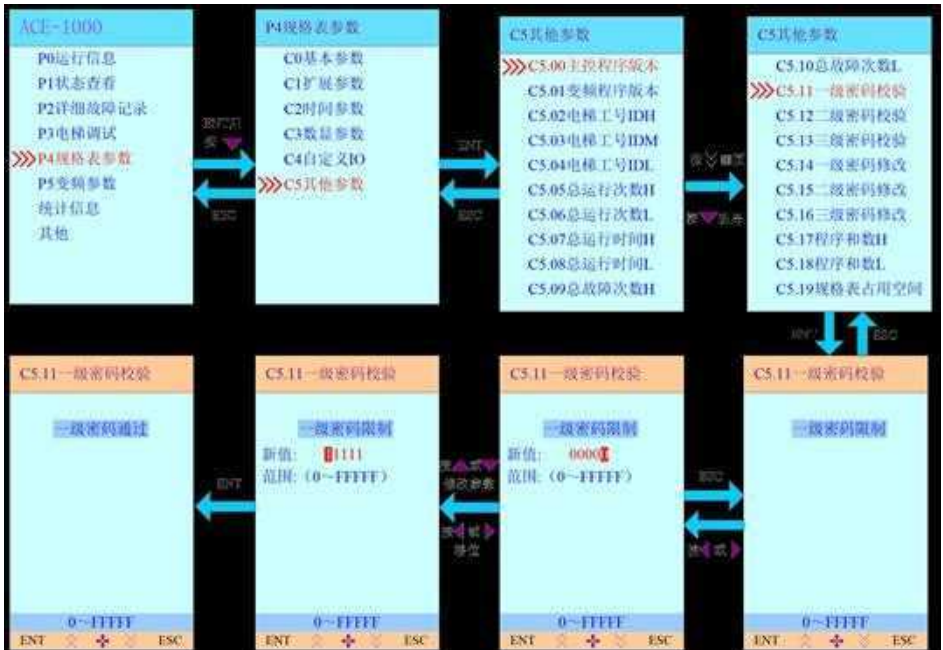 ACE-1000
P0运行信息
P1状态查看
P2详细故障记录
P3电梯调试
P4规格表参数
P5变频参数
统计信息
其他
按
ESC
P4规格表参数
C0基本参数
C1扩展参数
C2时间参数
C3数量参数
C4自定义IO
C5其他参数
ENT
ESC
C5其他参数
C5.00主控程序版本
C5.01变频程序版本
C5.02电梯工号IDH
C5.03电梯工号IDM
C5.04电梯工号IDL
C5.05总运行次数H
C5.06总运行次数L
C5.07总运行时间H
C5.08总运行时间L
C5.09总故障次数H
C5其他参数
C5.10总故障次数L
C5.11一级密码校验
C5.12二级密码校验
C5.13三级密码校验
C5.14一级密码修改
C5.15二级密码修改
C5.16三级密码修改
C5.17程序和数H
C5.18程序和数L
C5.19规格表占用空间
ENT
ESC
C5.11一级密码校验
一级密码通过
0～FFFFF
ENT
ESC
ENT
C5.11一级密码校验
一级密码限制
新值:
11111
范围:（0～FFFFF）
0～FFFFF
ENT
ESC
按或
修改参数
按或
移位
C5.11一级密码校验
一级密码限制
新值:
范围:（0～FFFFF）
0～FFFFF
ENT
ESC
ESC
按或
C5.11一级密码校验
一级密码限制
0～FFFFF
ENT
ESC